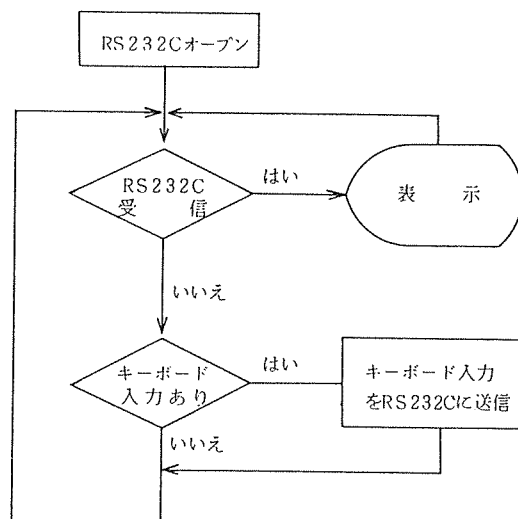 RS232Cオープン
はい
RS232C
受 信
表 示
いいえ
キーボード
入力あり
はい
キーボード入力
をRS232Cに送信
いいえ